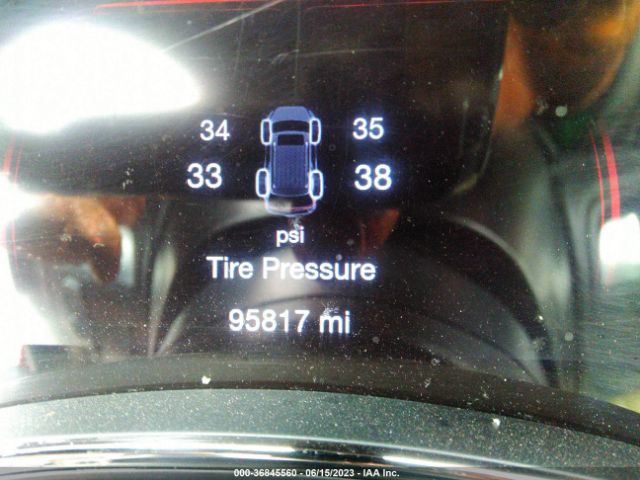 34 35
33 38
psi
Tire Pressure
95817 mi
000-36845560 - 06/15/2023 - IAA Inc.